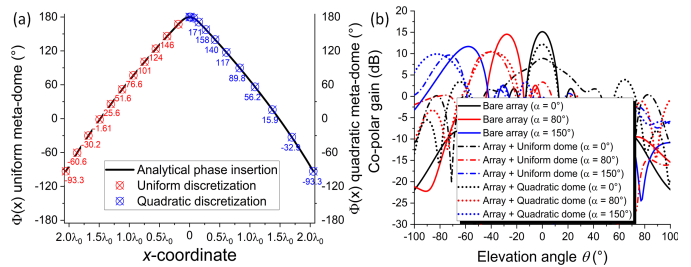 (a)
Φ(x) uniform meta-dome (°)
180
120
60
0
-60
-120
-180
146
124
101
76.6
51.6
25.6
1.61
-30.2
-60.6
-93.3
171
158
140
117
89.8
56.2
15.9
-32.9
-93.3
Analytical phase insertion
Uniform discretization
Quadratic discretization
2.0λ0 1.5λ0 1.0λ0 0.5λ0 0 0.5λ0 1.0λ0 1.5λ0 2.0λ0
x-coordinate
180
120
60
0
-60
-120
-180
Φ(x) quadratic meta-dome (°)
(b)
Co-polar gain (dB)
20
15
10
5
0
-5
-10
-15
-20
-25
-30
Bare array (α = 0°)
Bare array (α = 80°)
Bare array (α = 150°)
Array + Uniform dome (α = 0°)
Array + Uniform dome (α = 80°)
Array + Uniform dome (α = 150°)
Array + Quadratic dome (α = 0°)
Array + Quadratic dome (α = 80°)
Array + Quadratic dome (α = 150°)
-100 -80 -60 -40 -20 0 20 40 60 80 100
Elevation angle θ (°)